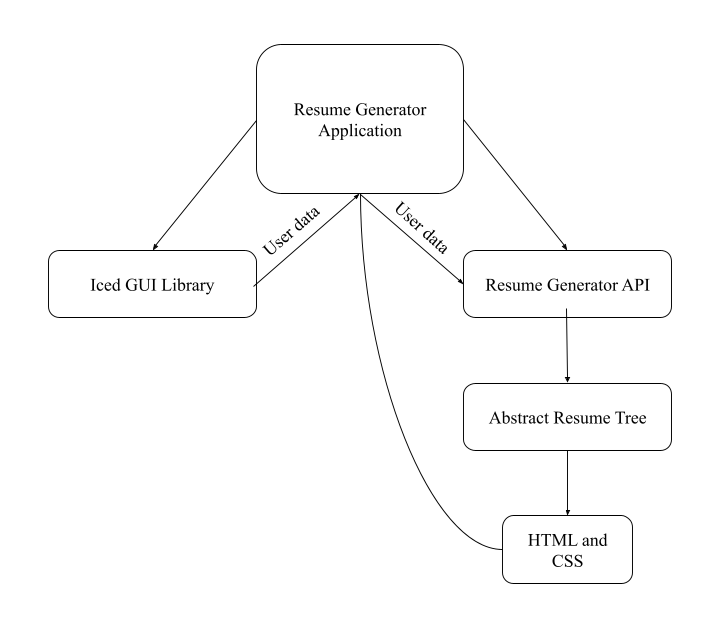 Resume Generator
Application
User data
User data
Iced GUI Library
Resume Generator API
Abstract Resume Tree
HTML and
CSS